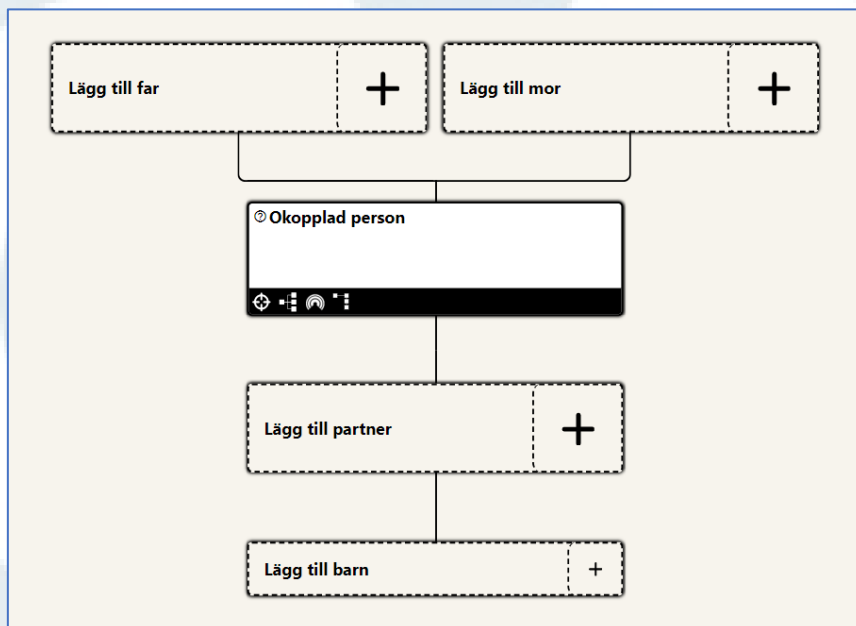 Lägg till far
Lägg till mor
Okopplad person
Lägg till partner
Lägg till barn